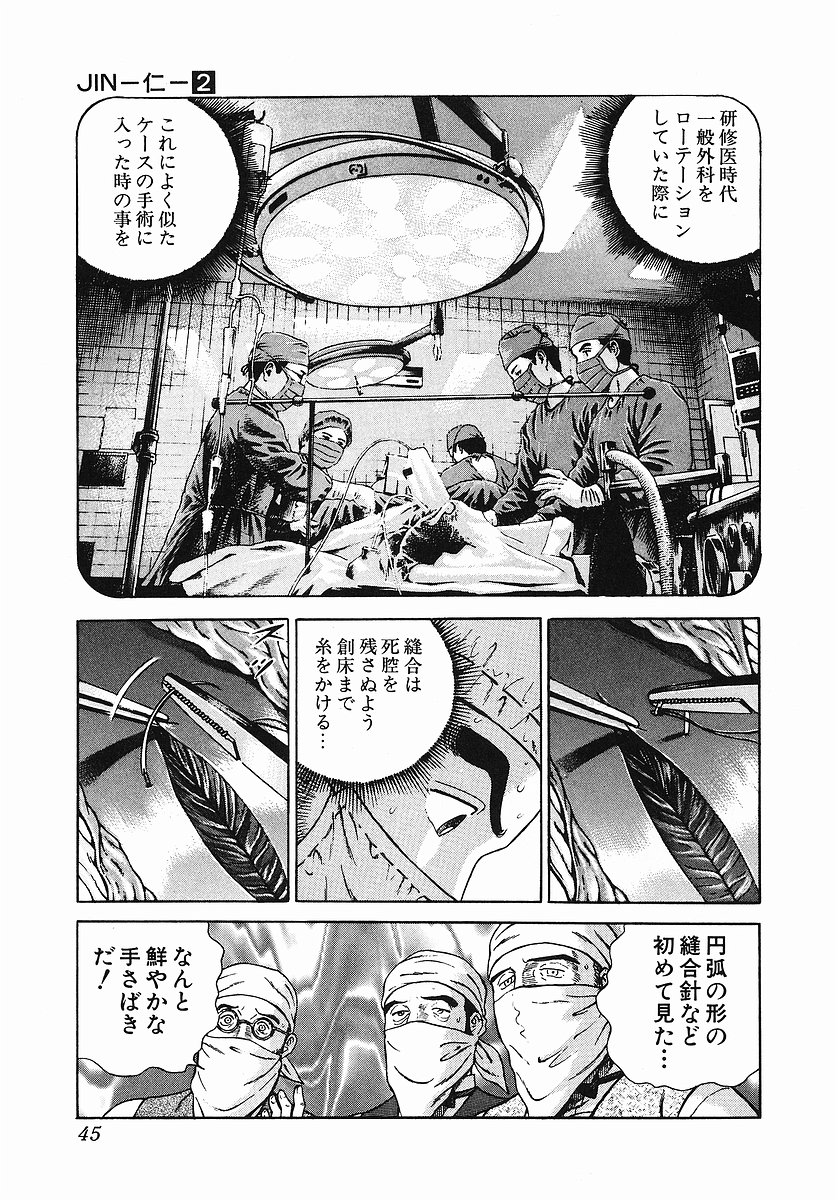 JIN―仁―2
研修医時代
一般外科を
ローテーション
していた際に
これによく似た
ケースの手術に
入った時の事を
縫合は
死腔を
残さぬよう
創床まで
糸をかける…
円弧の形の
縫合針など
初めて見た…
なんと
鮮やかな
手さばき
だ!
45